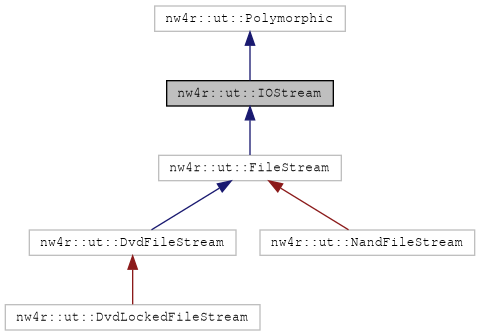 nw4r::ut::Polymorphic
nw4r::ut::IOStream
nw4r::ut::FileStream
nw4r::ut::DvdFileStream
nw4r::ut::NandFileStream
nw4r::ut::DvdLockedFileStream